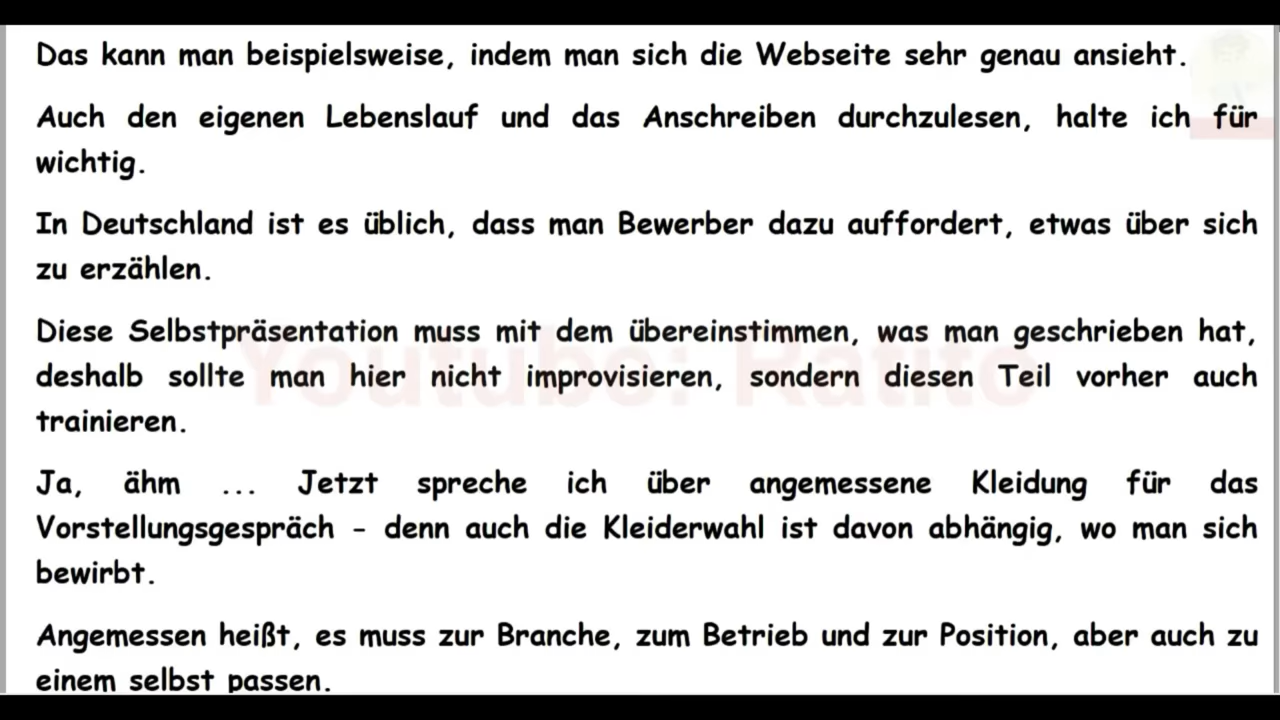 Das kann man beispielsweise, indem man sich die Webseite sehr genau ansieht.
Auch den eigenen Lebenslauf und das Anschreiben durchzulesen, halte ich für
wichtig.
In Deutschland ist es üblich, dass man Bewerber dazu auffordert, etwas über sich
zu erzählen.
Diese Selbstpräsentation muss mit dem übereinstimmen, was man geschrieben hat,
deshalb sollte man hier nicht improvisieren, sondern diesen Teil vorher auch
trainieren.
Youtube: Ratito
Ja, ähm ... Jetzt spreche ich über angemessene Kleidung für das
Vorstellungsgespräch - denn auch die Kleiderwahl ist davon abhängig, wo man sich
bewirbt.
Angemessen heißt, es muss zur Branche, zum Betrieb und zur Position, aber auch zu
einem selbst passen.